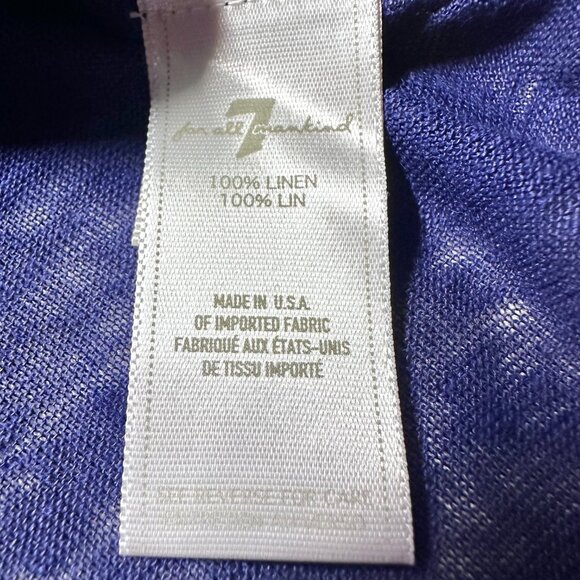 7
for all mankind
100% LINEN
100% LIN
MADE IN U.S.A.
OF IMPORTED FABRIC
FABRIQUÉ AUX ÉTATS-UNIS
DE TISSU IMPORTÉ
SEE REVERSE FOR CARE